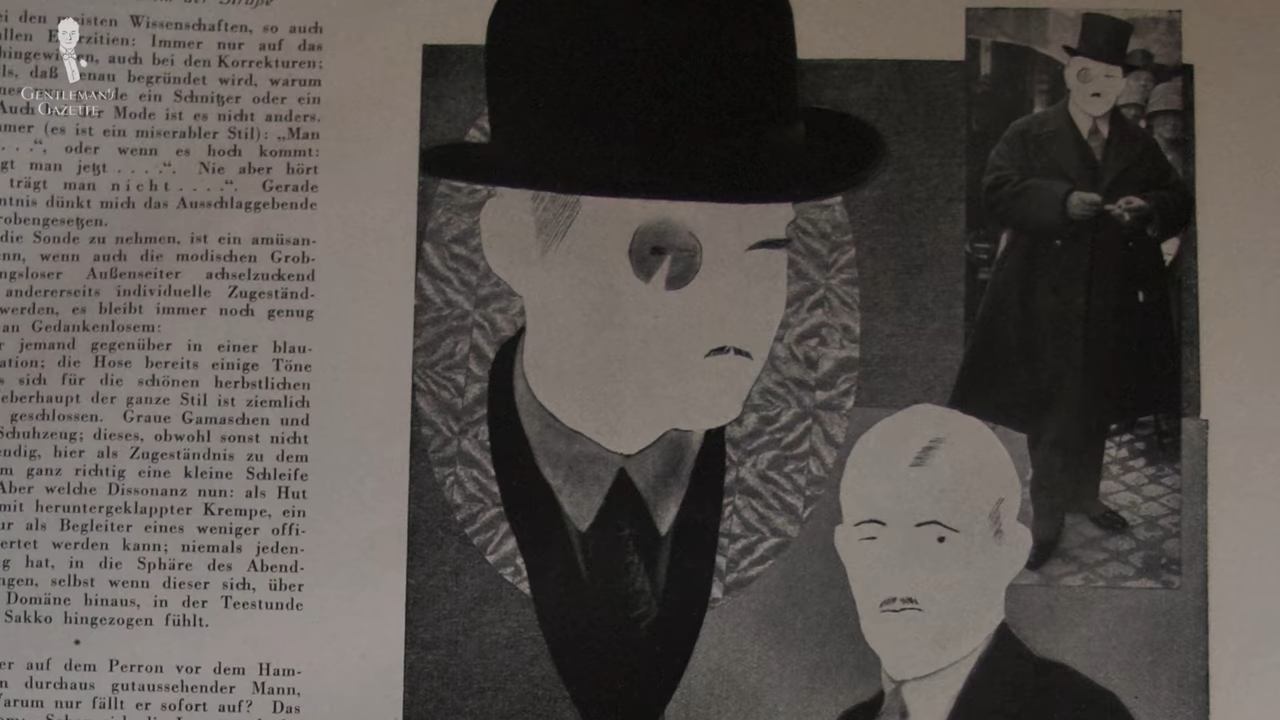 der Straße
ei den meisten Wissenschaften, so auch
allen Exerzitien: Immer nur auf das
hingewiesen, auch bei den Korrekturen;
ls, daß genau begründet wird, warum
ein Schnitzer oder ein
Auch in der Mode ist es nicht anders.
mmer (es ist ein miserabler Stil): „Man
. . .“, oder wenn es hoch kommt:
gt man jetzt . . . .“. Nie aber hört
trägt man nicht . . . .“. Gerade
ntnis dünkt mich das Ausschlaggebende
robengesetzen.
die Sonde zu nehmen, ist ein amüsan-
enn, wenn auch die modischen Grob-
ngsloser Außenseiter achselzuckend
andererseits individuelle Zugeständ-
werden, es bleibt immer noch genug
an Gedankenlosem:
r jemand gegenüber in einer blau-
ation; die Hose bereits einige Töne
s sich für die schönen herbstlichen
eberhaupt der ganze Stil ist ziemlich
geschlossen. Graue Gamaschen und
Schuhzeug; dieses, obwohl sonst nicht
endig, hier als Zugeständnis zu dem
m ganz richtig eine kleine Schleife
Aber welche Dissonanz nun: als Hut
mit heruntergeklappter Krempe, ein
ur als Begleiter eines weniger offi-
ertet werden kann; niemals jeden-
g hat, in die Sphäre des Abend-
ngen, selbst wenn dieser sich, über
Domäne hinaus, in der Teestunde
Sakko hingezogen fühlt.
*
er auf dem Perron vor dem Ham-
n durchaus gutaussehender Mann,
Warum nur fällt er sofort auf? Das
GENTLEMAN'S
GAZETTE